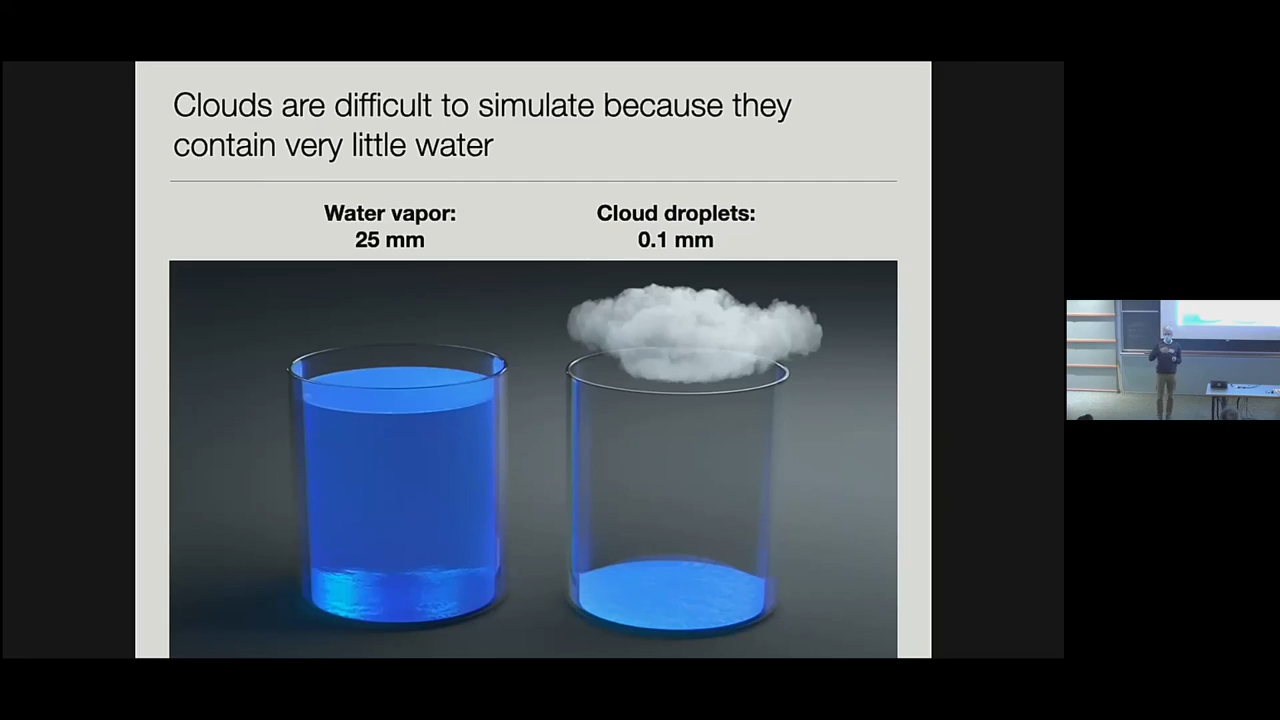 Clouds are difficult to simulate because they
contain very little water
Water vapor:
25 mm
Cloud droplets:
0.1 mm